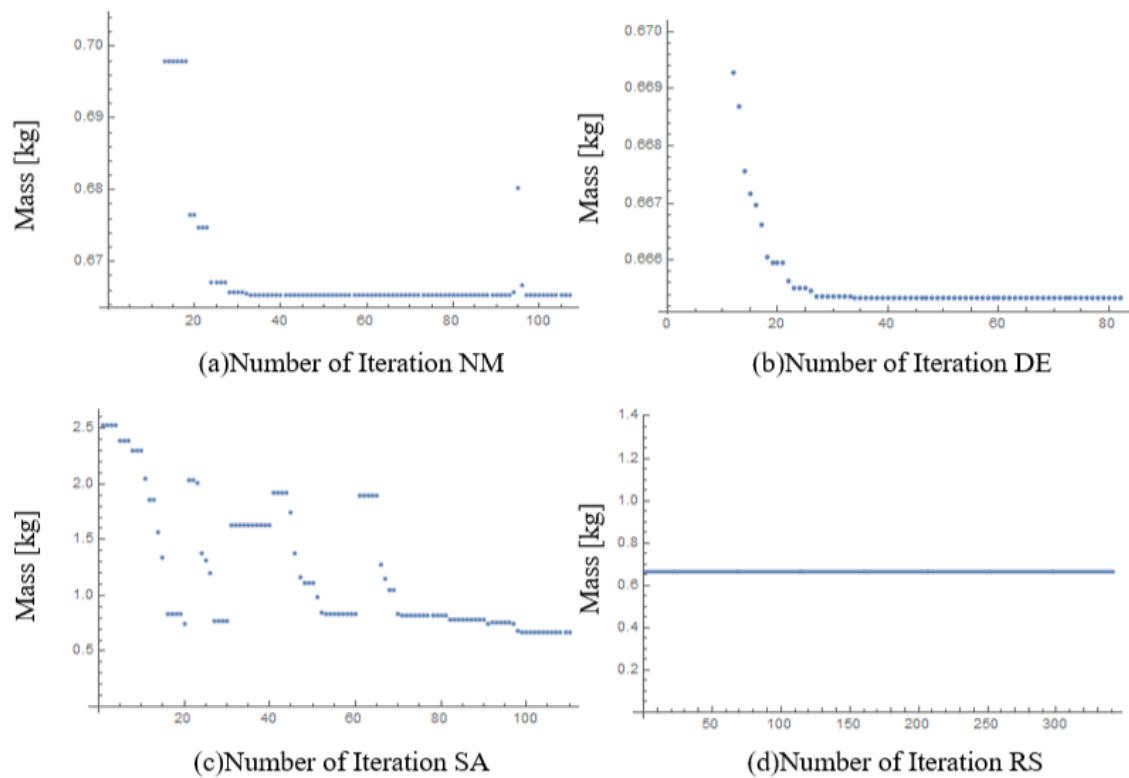 Mass [kg]
0.70
0.69
0.68
0.67
20 40 60 80 100
(a)Number of Iteration NM
Mass [kg]
0.670
0.669
0.668
0.667
0.666
0 20 40 60 80
(b)Number of Iteration DE
Mass [kg]
2.5
2.0
1.5
1.0
0.5
20 40 60 80 100
(c)Number of Iteration SA
Mass [kg]
1.4
1.2
1.0
0.8
0.6
0.4
0.2
50 100 150 200 250 300
(d)Number of Iteration RS